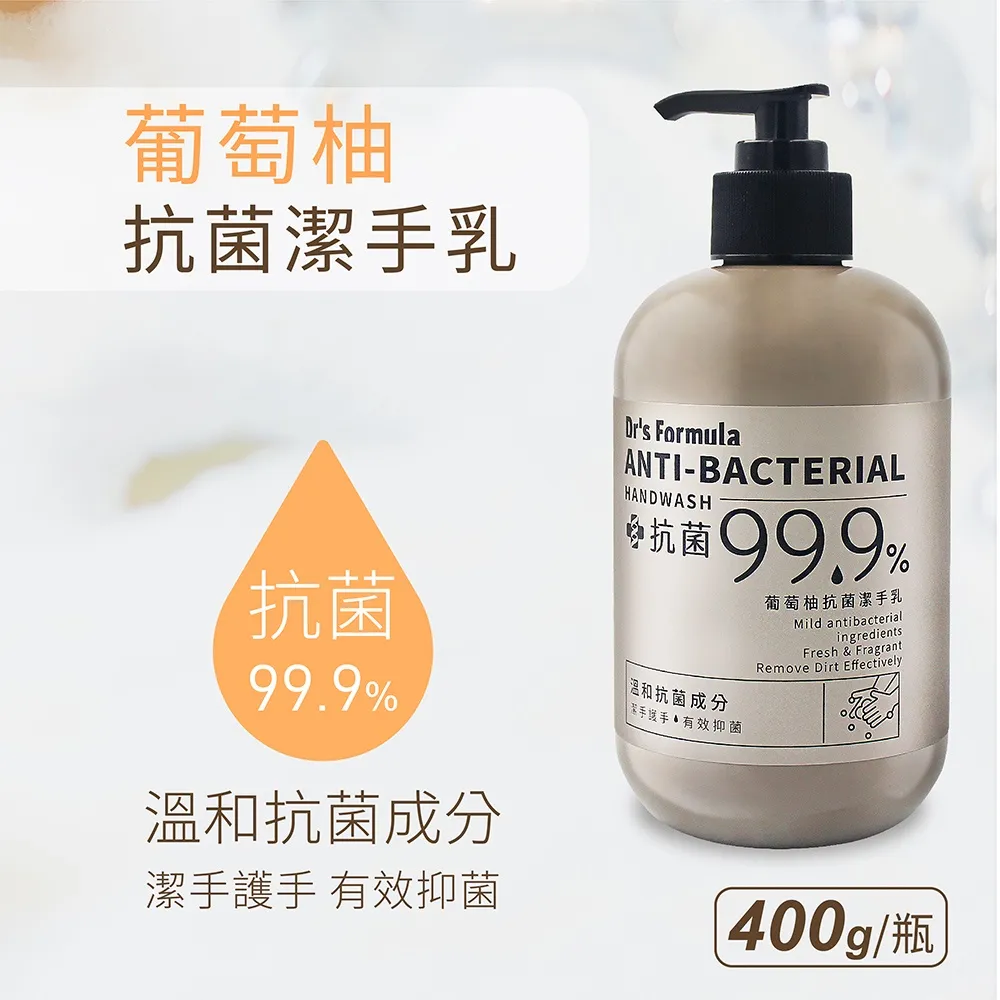 葡萄柚
抗菌潔手乳
抗菌
99.9%
溫和抗菌成分
潔手護手 有效抑菌
Dr's Formula
ANTI-BACTERIAL
HANDWASH
抗菌99.9%
葡萄柚抗菌潔手乳
Mild antibacterial
ingredients
Fresh & Fragrant
Remove Dirt Effectively
溫和抗菌成分
潔手護手 有效抑菌
400g/瓶